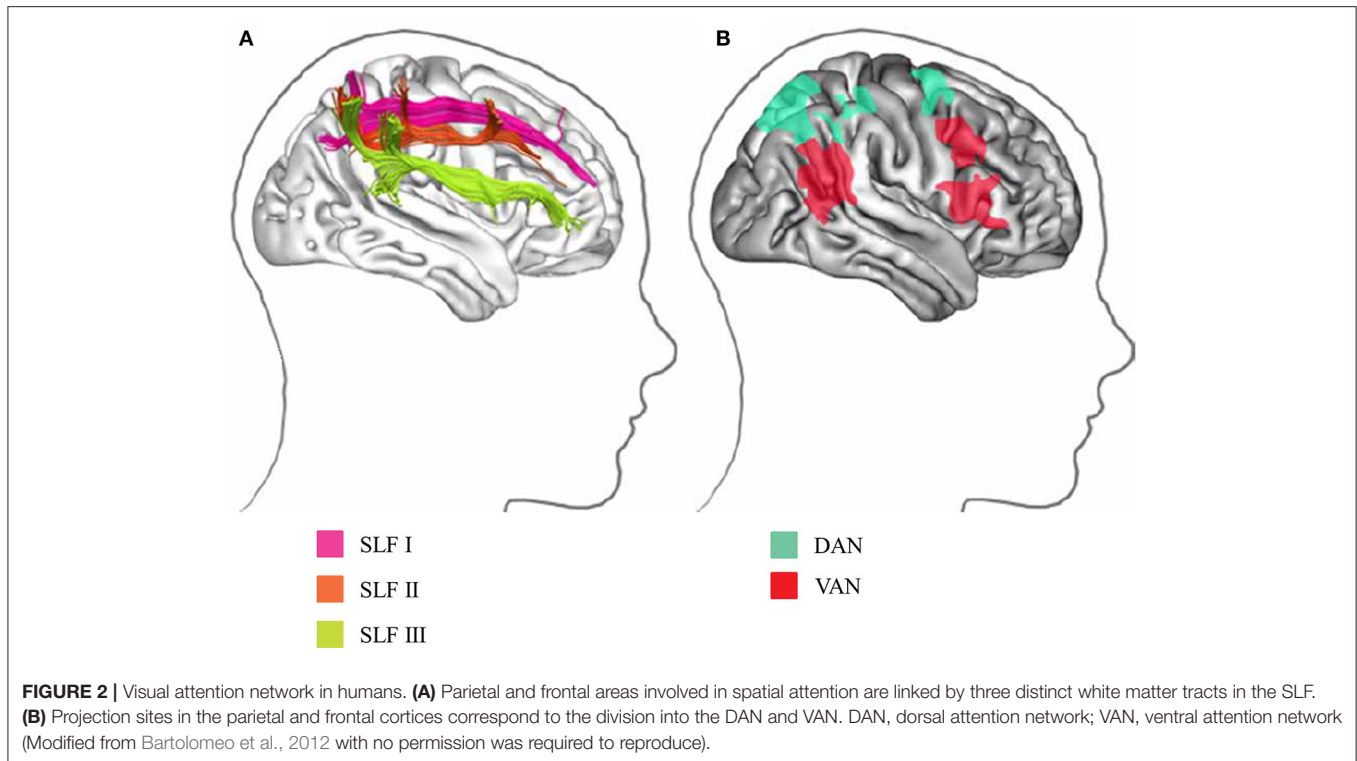 A
B
SLF I
SLF II
SLF III
DAN
VAN
FIGURE 2 | Visual attention network in humans. (A) Parietal and frontal areas involved in spatial attention are linked by three distinct white matter tracts in the SLF.
(B) Projection sites in the parietal and frontal cortices correspond to the division into the DAN and VAN. DAN, dorsal attention network; VAN, ventral attention network
(Modified from Bartolomeo et al., 2012 with no permission was required to reproduce).